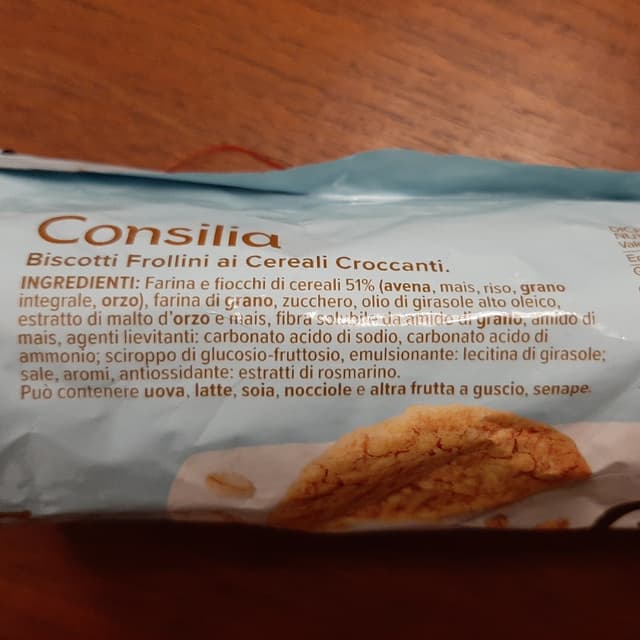 Consilia
Biscotti Frollini ai Cereali Croccanti.
INGREDIENTI: Farina e fiocchi di cereali 51% (avena, mais, riso, grano
integrale, orzo), farina di grano, zucchero, olio di girasole alto oleico,
estratto di malto d'orzo e mais, fibra solubile da amido di grano, amido di
mais, agenti lievitanti: carbonato acido di sodio, carbonato acido di
ammonio; sciroppo di glucosio-fruttosio, emulsionante: lecitina di girasole;
sale, aromi, antiossidante: estratti di rosmarino.
Può contenere uova, latte, soia, nocciole e altra frutta a guscio, senape.